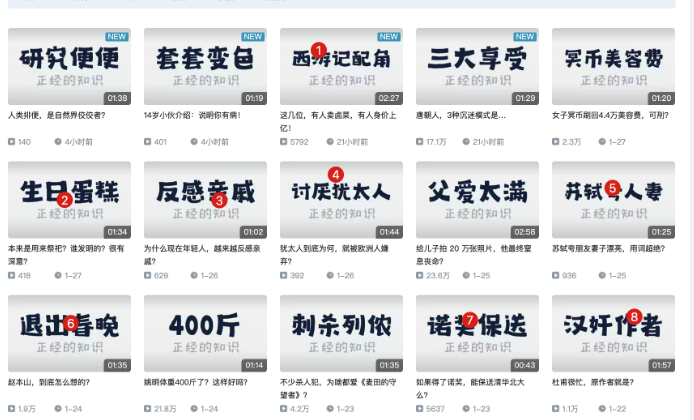 NEW
研究便便
正经的知识
01:38
人类排便，是自然界佼佼者?
140 4小时前
NEW
套套变色
正经的知识
01:19
14岁小伙介绍：说明你有病!
401 4小时前
NEW
1
西游记配角
正经的知识
02:27
这几位，有人卖卤菜，有人身价上
亿!
5792 21小时前
NEW
三大享受
正经的知识
01:29
唐朝人，3种沉迷模式是...
17.1万 21小时前
冥币美容费
正经的知识
01:20
女子冥币刷回4.4万美容费，可刑?
2.3万 1-27
生日蛋糕
2
正经的知识
01:34
本来是用来祭祀？谁发明的？很有
深意?
418 1-27
反感亲戚
3
正经的知识
01:02
为什么现在年轻人，越来越反感亲
戚?
629 1-26
4
讨厌犹太人
正经的知识
01:44
犹太人到底为何，就被欧洲人嫌
弃?
392 1-26
父爱太满
正经的知识
02:58
给儿子拍 20 万张照片，他最终窒
息丧命?
23.6万 1-25
5
苏轼夸人妻
正经的知识
01:25
苏轼夸朋友妻子漂亮，用词超绝?
936 1-25
6
退出春晚
正经的知识
01:35
赵本山，到底怎么想的?
1.9万 1-24
400斤
正经的知识
01:14
姚明体重400斤了？这样好吗?
21.8万 1-24
刺杀列侬
正经的知识
01:35
不少杀人犯，为啥都爱《麦田的守
望者》?
4.2万 1-23
7
诺奖保送
正经的知识
00:43
如果得了诺奖，能保送清华北大
么?
5637 1-23
8
汉奸作者
正经的知识
01:57
杜甫很忙，原作者就是?
1.1万 1-22